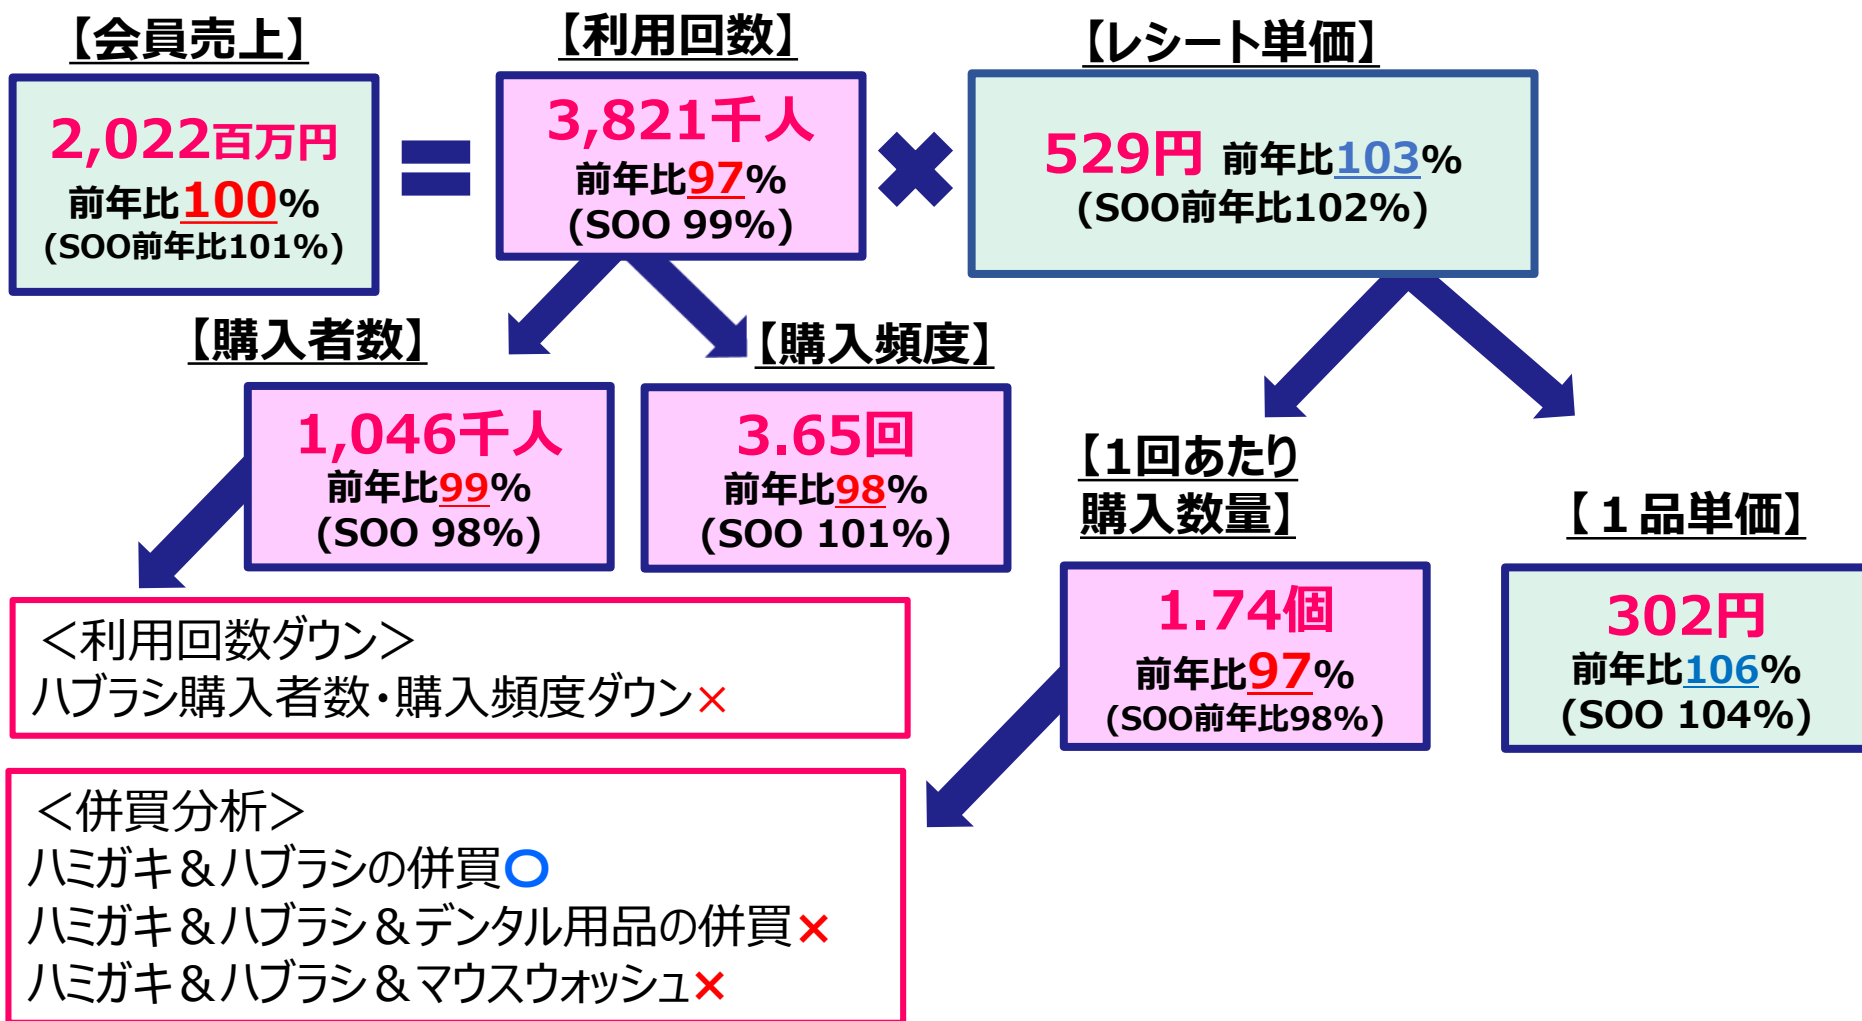 【会員売上】
2,022百万円
前年比100%
(SOO前年比101%)
【利用回数】
3,821千人
前年比97%
(SOO 99%)
【レシート単価】
529円 前年比103%
(SOO前年比102%)
【購入者数】
1,046千人
前年比99%
(SOO 98%)
【購入頻度】
3.65回
前年比98%
(SOO 101%)
【1回あたり
購入数量】
1.74個
前年比97%
(SOO前年比98%)
【１品単価】
302円
前年比106%
(SOO 104%)
＜利用回数ダウン＞
ハブラシ購入者数・購入頻度ダウン×
＜併買分析＞
ハミガキ＆ハブラシの併買〇
ハミガキ＆ハブラシ＆デンタル用品の併買×
ハミガキ＆ハブラシ＆マウスウォッシュ×